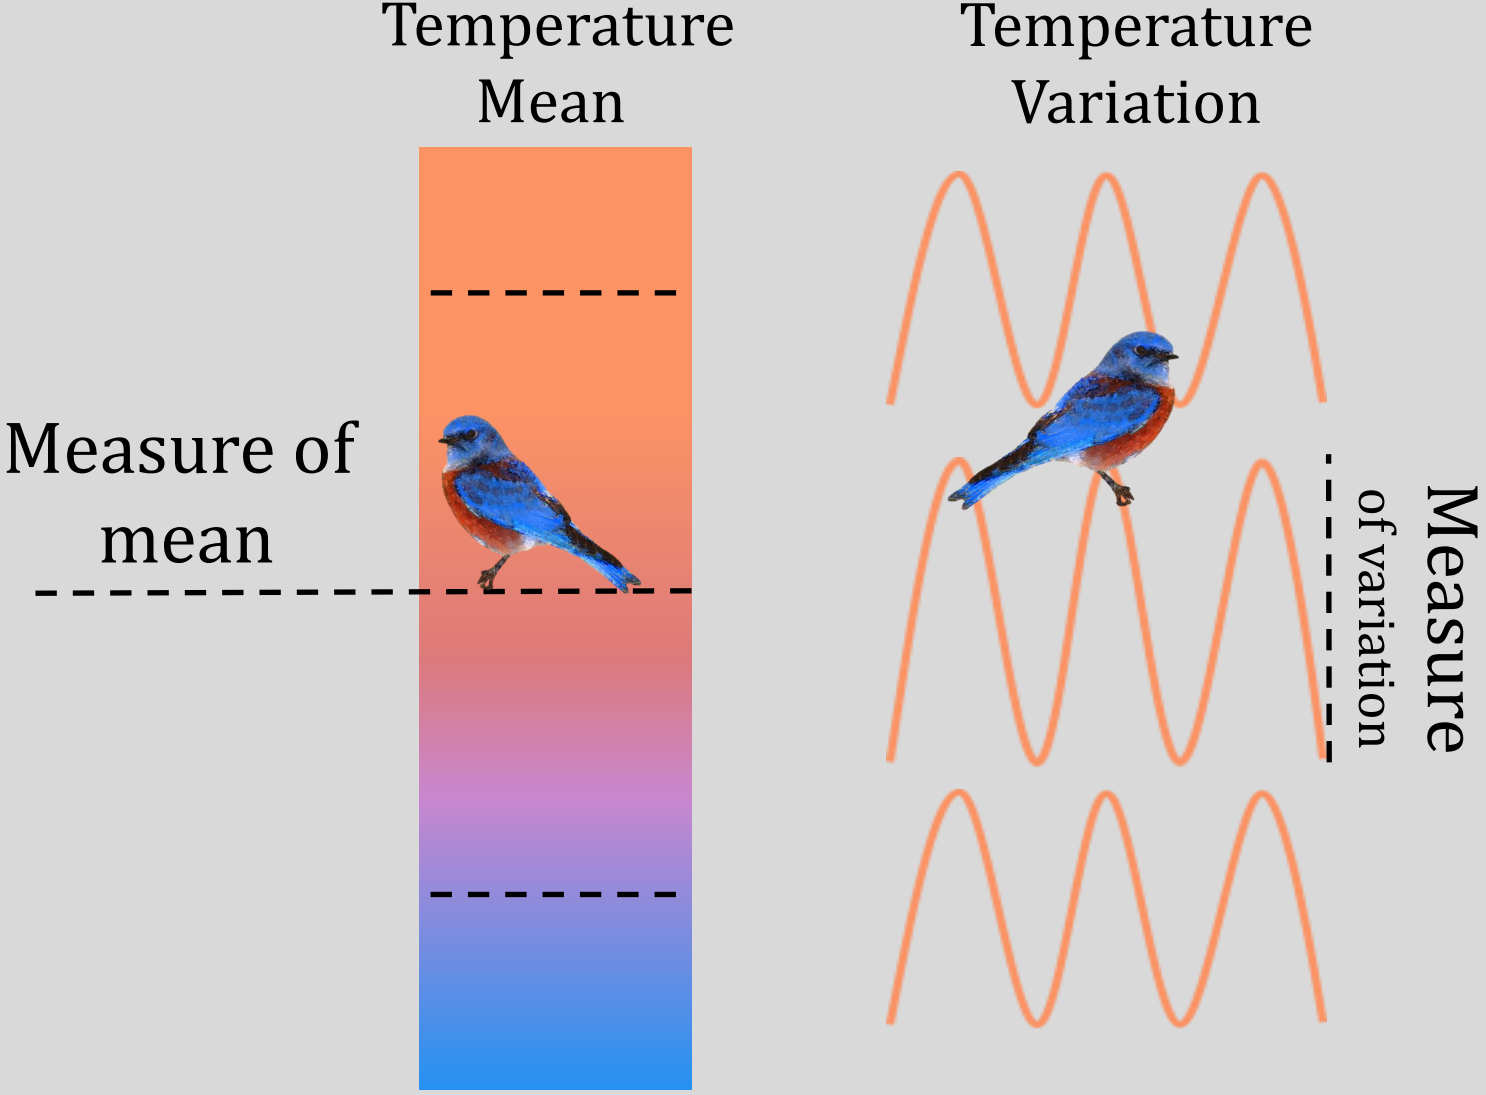 Temperature
Mean
Temperature
Variation
Measure of
mean
Measure
of variation